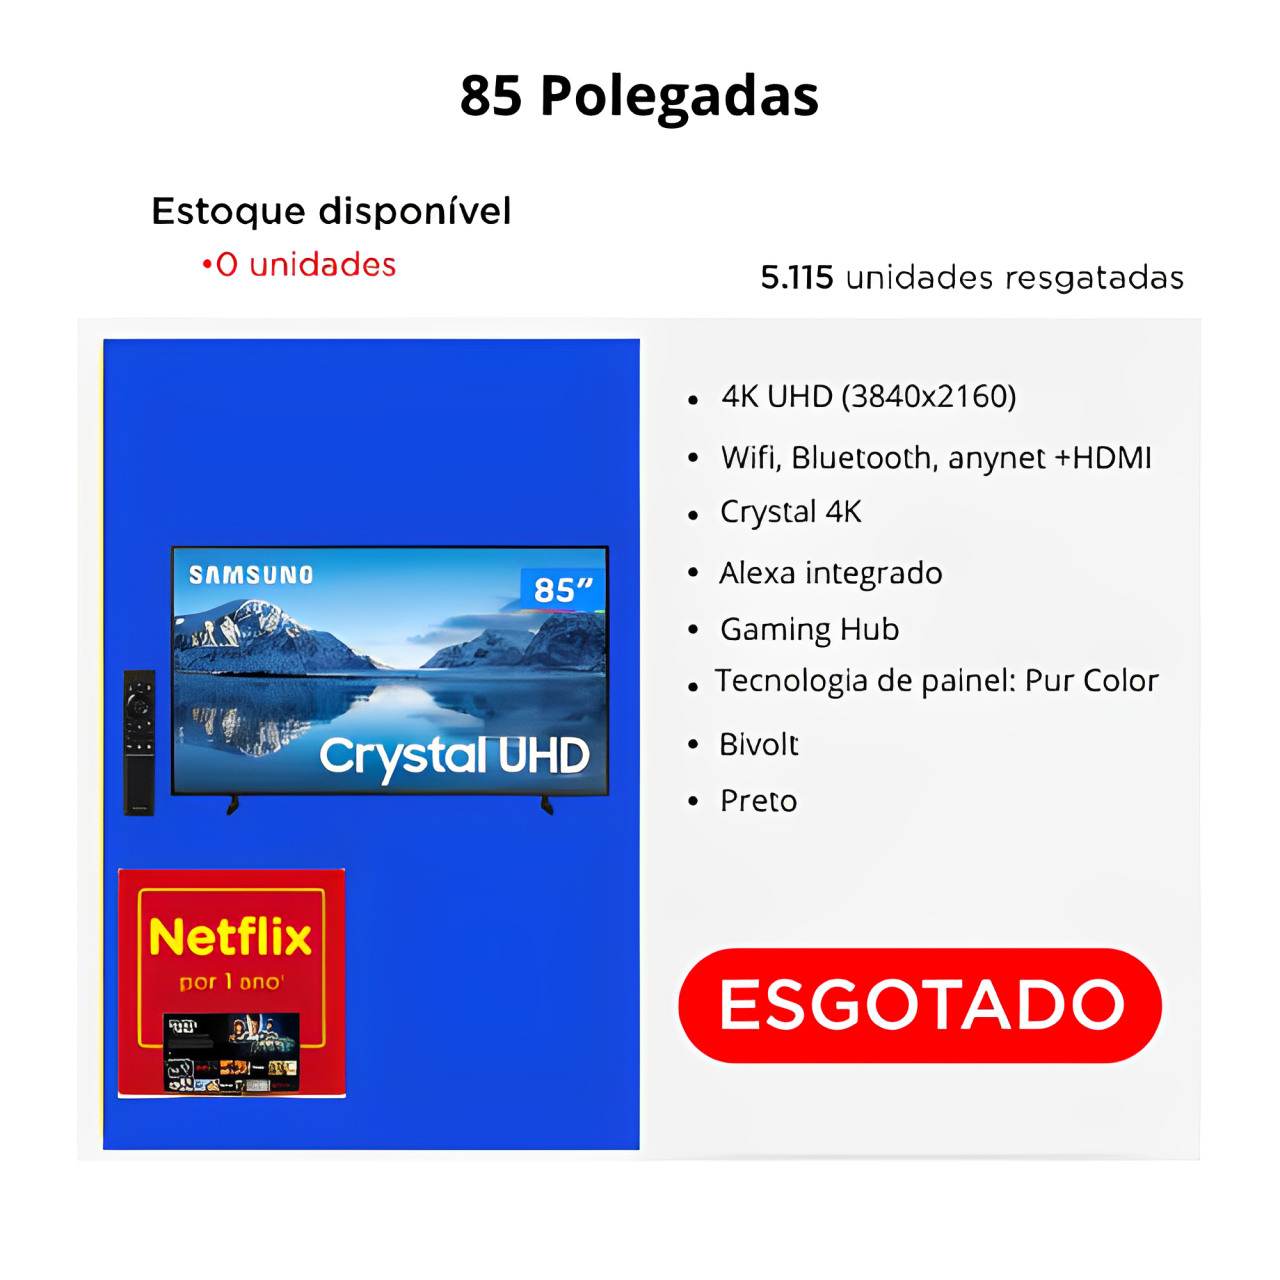 85 Polegadas
Estoque disponível
•0 unidades
5.115 unidades resgatadas
• 4K UHD (3840x2160)
• Wifi, Bluetooth, anynet +HDMI
• Crystal 4K
• Alexa integrado
• Gaming Hub
• Tecnologia de painel: Pur Color
• Bivolt
• Preto
SAMSUNG
85”
Crystal UHD
Netflix
por 1 ano¹
ESGOTADO